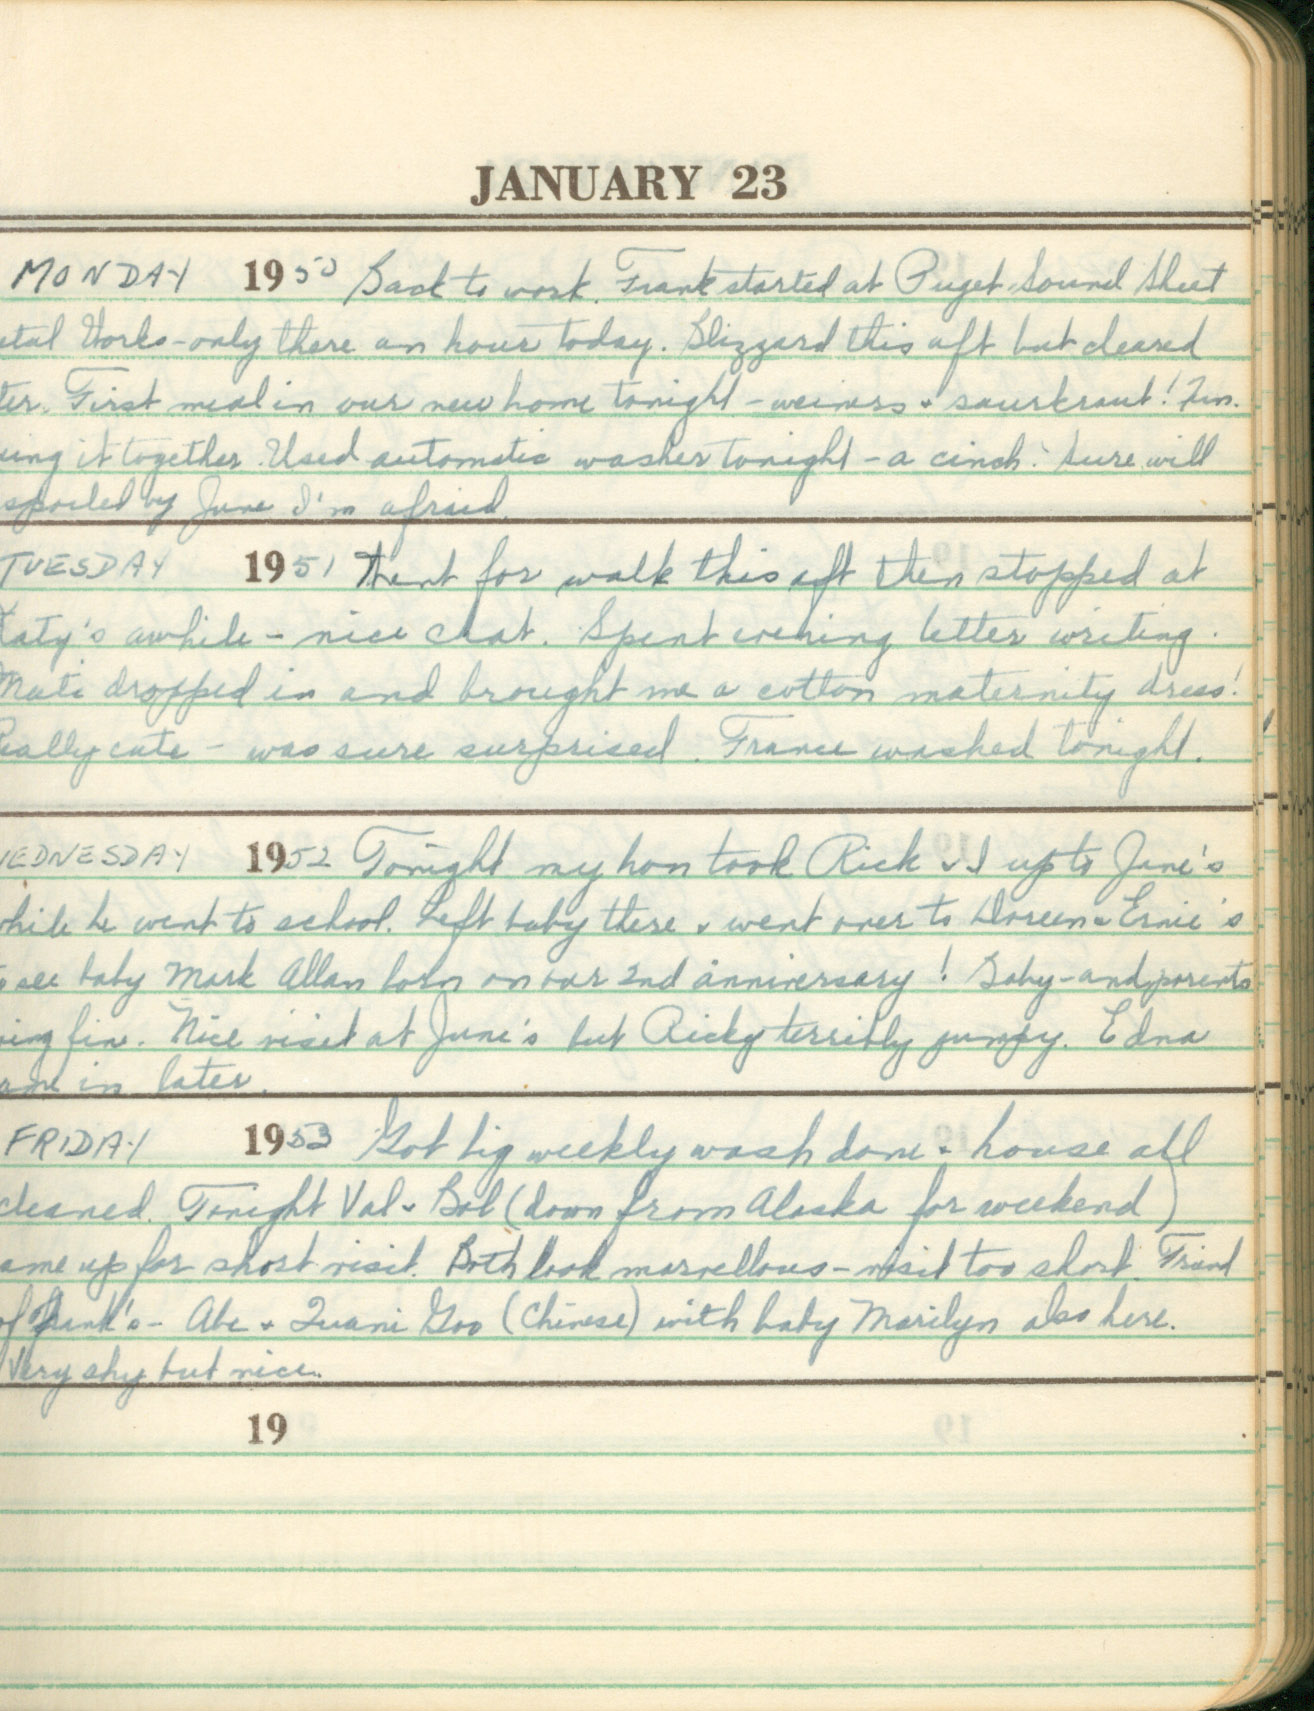 JANUARY 23
MONDAY 1950 Back to work. Frank started at Puget Sound Sheet
etal Works - only there an hour today. Blizzard this aft but cleared
ter. First meal in our new home tonight - weiners & saurkraut! Fun.
ing it together. Used automatic washer tonight - a cinch! Sure will
spoiled by June I'm afraid.
TUESDAY 1951 Went for walk this aft then stopped at
Katy's awhile - nice chat. Spent evening letter writing.
dropped in and brought me a cotton maternity dress!
Really cute - was sure surprised. washed tonight.
WEDNESDAY 1952 Tonight my hon took Rick & I up to June's
while he went to school. Left baby there & went over to Doreen & Ernie's
o see baby Mark Allan born on our 2nd anniversary! Baby - and parents
ing fine. Nice visit at June's but Ricky terribly jumpy. Edna
ame in later.
FRIDAY 1953 Got big weekly wash done & house all
cleaned. Tonight Val & Bob (down from Alaska for weekend)
ame up for short visit. Both look marvellous - visit too short. Friend
of Frank's - Abe & Goo (Chinese) with baby Marilyn also here.
Very shy but nice.
19